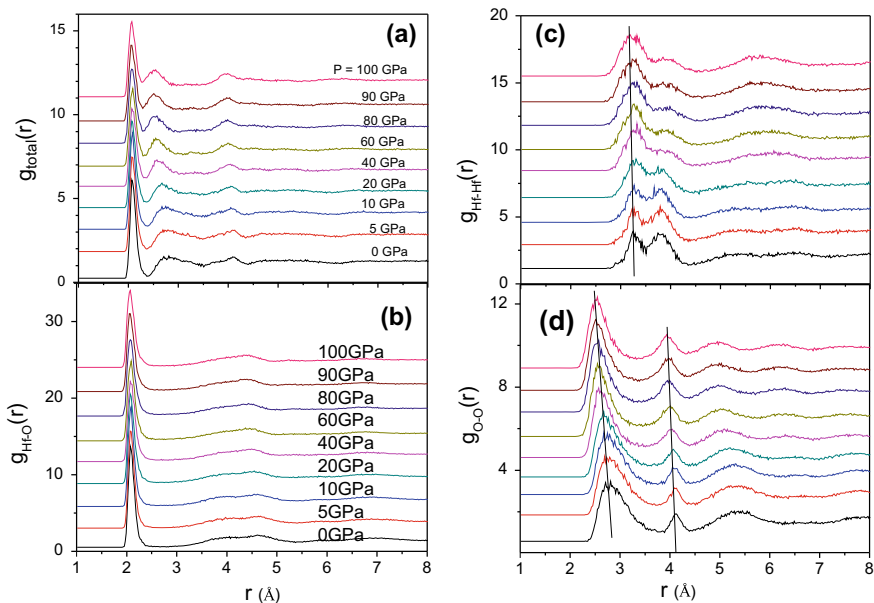 (a)
15
10
5
0
g_total(r)
P = 100 GPa
90 GPa
80 GPa
60 GPa
40 GPa
20 GPa
10 GPa
5 GPa
0 GPa
(b)
30
20
10
0
g_Hf-O(r)
100GPa
90GPa
80GPa
60GPa
40GPa
20GPa
10GPa
5GPa
0GPa
1 2 3 4 5 6 7 8
r (Å)
(c)
20
15
10
5
0
g_Hf-Hf(r)
(d)
12
8
4
g_O-O(r)
1 2 3 4 5 6 7 8
r (Å)